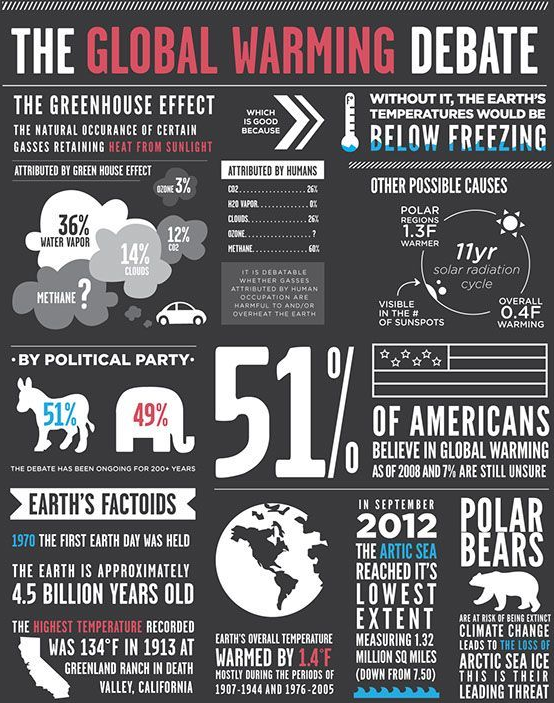 THE GLOBAL WARMING DEBATE
THE GREENHOUSE EFFECT
THE NATURAL OCCURANCE OF CERTAIN
GASSES RETAINING HEAT FROM SUNLIGHT
WHICH
IS GOOD
BECAUSE
WITHOUT IT, THE EARTH'S
TEMPERATURES WOULD BE
BELOW FREEZING
ATTRIBUTED BY GREEN HOUSE EFFECT
OZONE 3%
36%
WATER VAPOR
14%
CLOUDS
12%
CO2
METHANE ?
ATTRIBUTED BY HUMANS
CO2.................. 26%
H2O VAPOR............. 0%
CLOUDS............... 26%
OZONE................. ?
METHANE.............. 60%
IT IS DEBATABLE
WHETHER GASSES
ATTRIBUTED BY HUMAN
OCCUPATION ARE
HARMFUL TO AND/OR
OVERHEAT THE EARTH
OTHER POSSIBLE CAUSES
POLAR
REGIONS
1.3F
WARMER
11yr
solar radiation
cycle
VISIBLE
IN THE #
OF SUNSPOTS
OVERALL
0.4F
WARMING
·BY POLITICAL PARTY·
51%
49%
THE DEBATE HAS BEEN ONGOING FOR 200+ YEARS
51%
OF AMERICANS
BELIEVE IN GLOBAL WARMING
AS OF 2008 AND 7% ARE STILL UNSURE
EARTH'S FACTOIDS
1970 THE FIRST EARTH DAY WAS HELD
THE EARTH IS APPROXIMATELY
4.5 BILLION YEARS OLD
THE HIGHEST TEMPERATURE RECORDED
WAS 134°F IN 1913 AT
GREENLAND RANCH IN DEATH
VALLEY, CALIFORNIA
EARTH'S OVERALL TEMPERATURE
WARMED BY 1.4°F
MOSTLY DURING THE PERIODS OF
1907-1944 AND 1976-2005
IN SEPTEMBER
2012
THE ARTIC SEA
REACHED IT'S
LOWEST
EXTENT
MEASURING 1.32
MILLION SQ MILES
(DOWN FROM 7.50)
POLAR
BEARS
ARE AT RISK OF BEING EXTINCT
CLIMATE CHANGE
LEADS TO THE LOSS OF
ARCTIC SEA ICE
THIS IS THEIR
LEADING THREAT